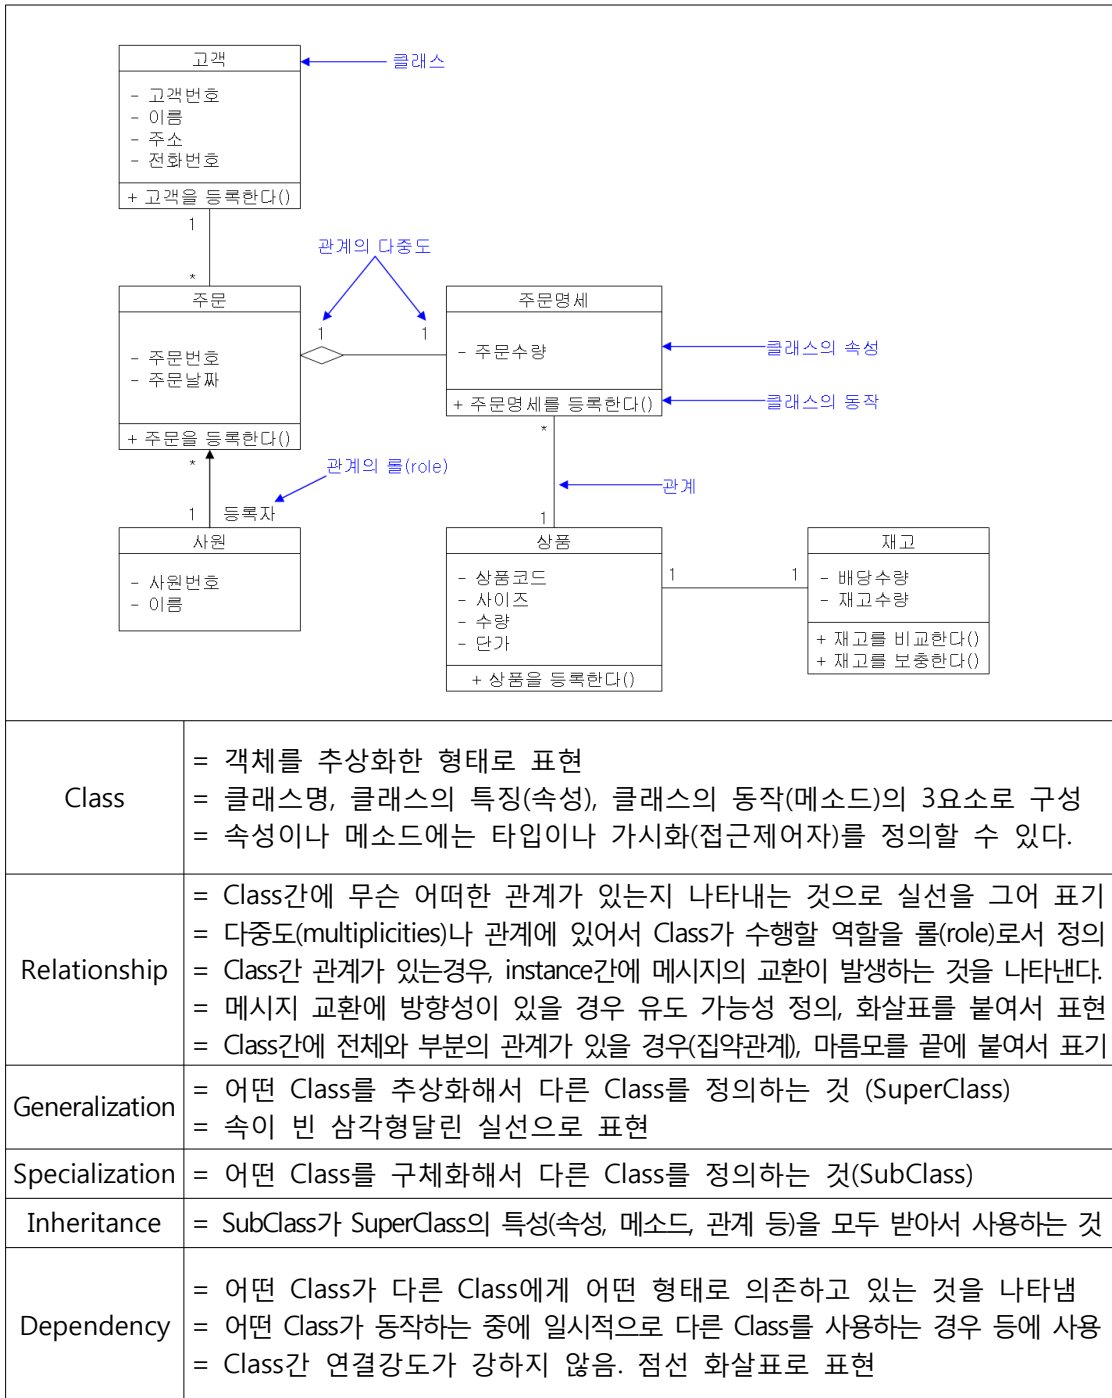 고객
클래스
- 고객번호
- 이름
- 주소
- 전화번호
+ 고객을 등록한다()
1
관계의 다중도
*
주문
주문명세
1
1
- 주문번호
- 주문날짜
- 주문수량
클래스의 속성
+ 주문명세를 등록한다()
클래스의 동작
+ 주문을 등록한다()
*
*
관계의 롤(role)
관계
1
등록자
1
사원
상품
재고
- 사원번호
- 이름
- 상품코드
- 사이즈
- 수량
- 단가
1
1
- 배당수량
- 재고수량
+ 재고를 비교한다()
+ 재고를 보충한다()
+ 상품을 등록한다()
Class
= 객체를 추상화한 형태로 표현
= 클래스명, 클래스의 특징(속성), 클래스의 동작(메소드)의 3요소로 구성
= 속성이나 메소드에는 타입이나 가시화(접근제어자)를 정의할 수 있다.
Relationship
= Class간에 무슨 어떠한 관계가 있는지 나타내는 것으로 실선을 그어 표기
= 다중도(multiplicities)나 관계에 있어서 Class가 수행할 역할을 롤(role)로서 정의
= Class간 관계가 있는경우, instance간에 메시지의 교환이 발생하는 것을 나타낸다.
= 메시지 교환에 방향성이 있을 경우 유도 가능성 정의, 화살표를 붙여서 표현
= Class간에 전체와 부분의 관계가 있을 경우(집약관계), 마름모를 끝에 붙여서 표기
Generalization
= 어떤 Class를 추상화해서 다른 Class를 정의하는 것 (SuperClass)
= 속이 빈 삼각형달린 실선으로 표현
Specialization
= 어떤 Class를 구체화해서 다른 Class를 정의하는 것(SubClass)
Inheritance
= SubClass가 SuperClass의 특성(속성, 메소드, 관계 등)을 모두 받아서 사용하는 것
Dependency
= 어떤 Class가 다른 Class에게 어떤 형태로 의존하고 있는 것을 나타냄
= 어떤 Class가 동작하는 중에 일시적으로 다른 Class를 사용하는 경우 등에 사용
= Class간 연결강도가 강하지 않음. 점선 화살표로 표현